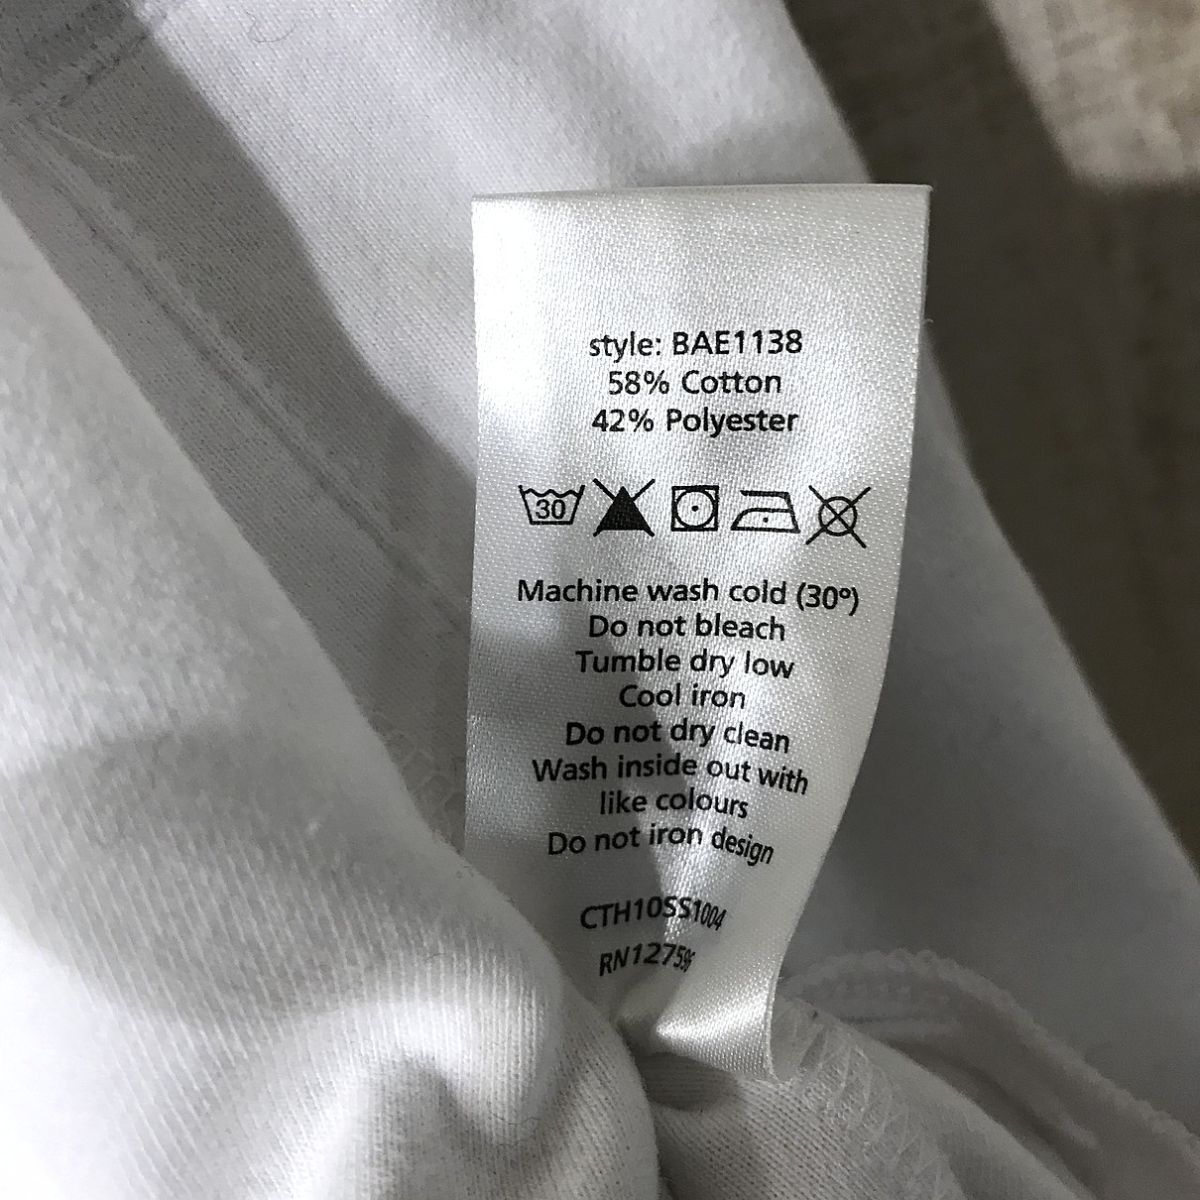 style: BAE1138
58% Cotton
42% Polyester
30
Machine wash cold (30°)
Do not bleach
Tumble dry low
Cool iron
Do not dry clean
Wash inside out with
like colours
Do not iron design
CTH10SS1004